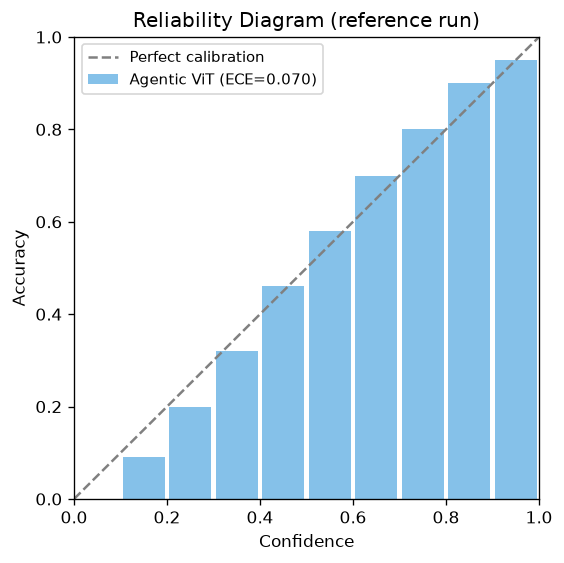 Reliability Diagram (reference run)
Perfect calibration
Agentic ViT (ECE=0.070)
1.0
0.8
0.6
0.4
0.2
0.0
Accuracy
0.0 0.2 0.4 0.6 0.8 1.0
Confidence